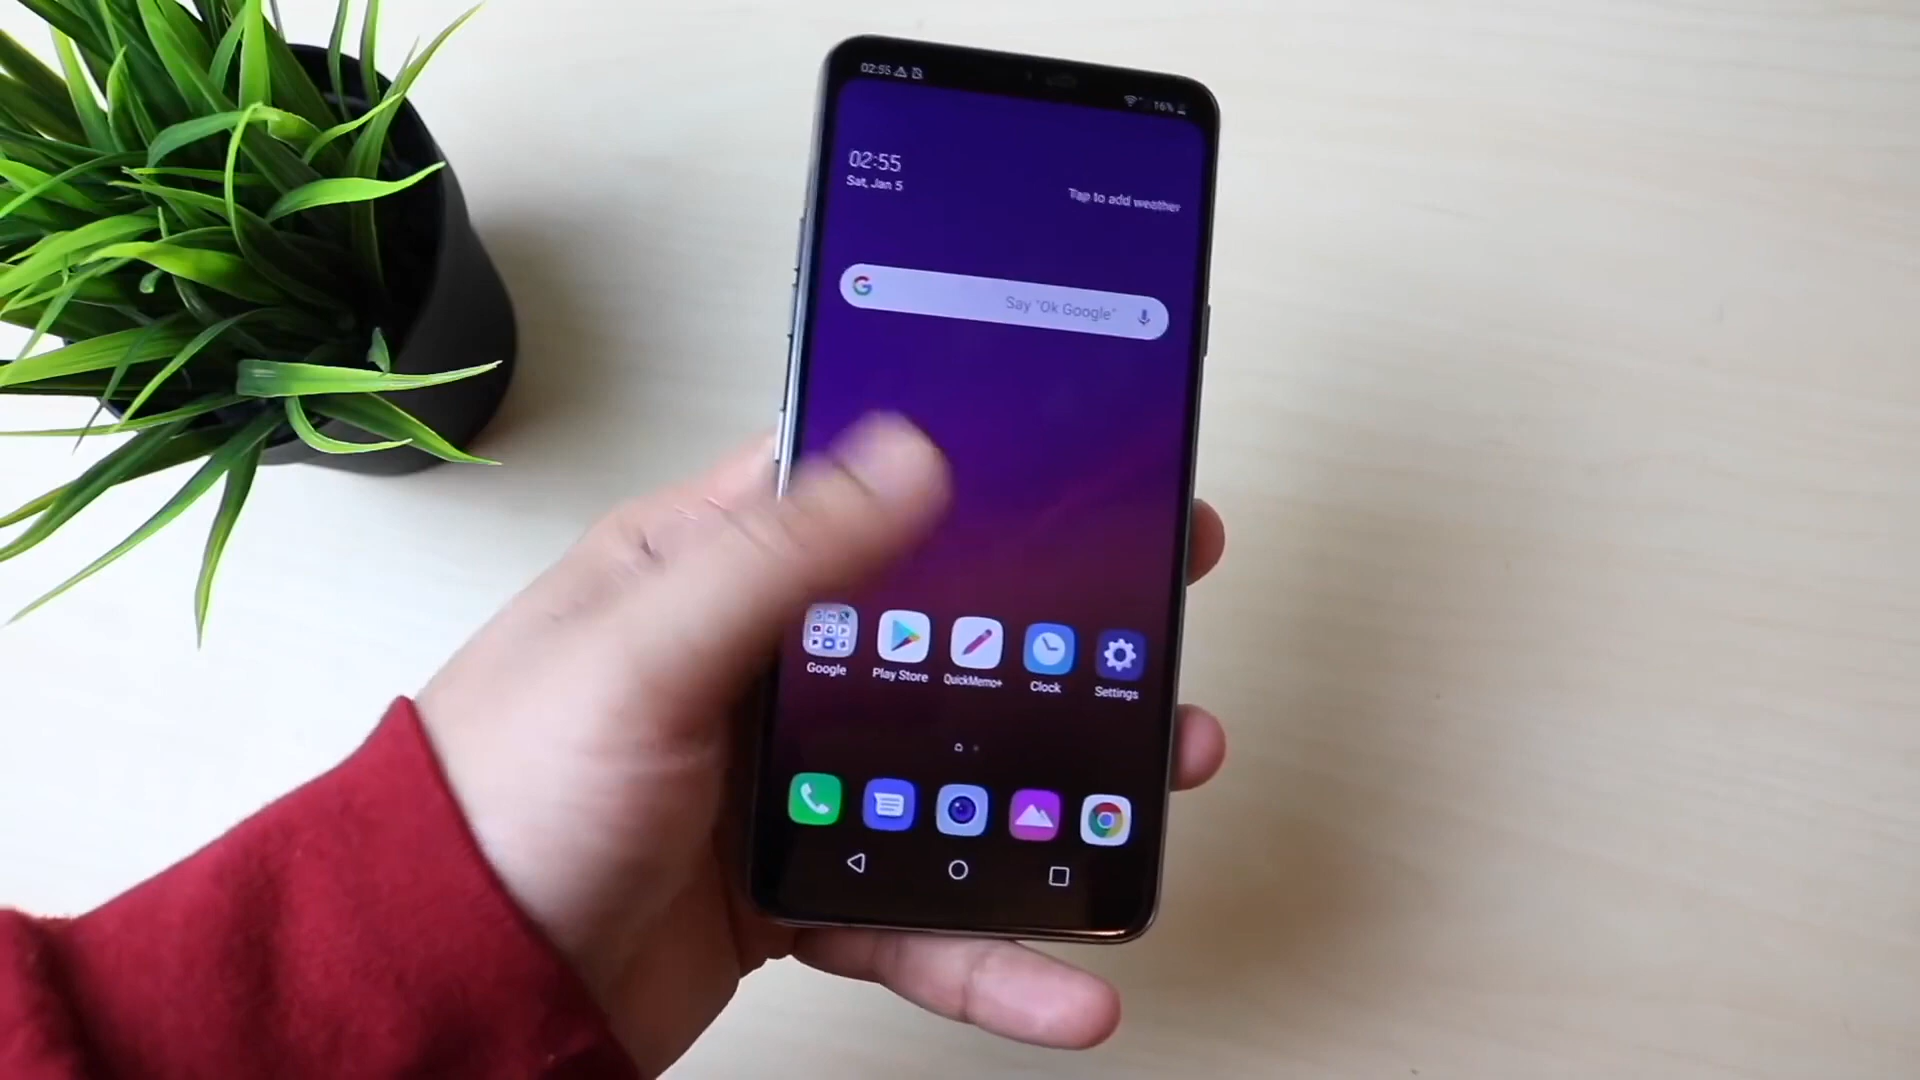 02:55
16%
02:55
Sat, Jan 5
Tap to add weather
Say "Ok Google"
Google
Play Store
QuickMemo+
Clock
Settings